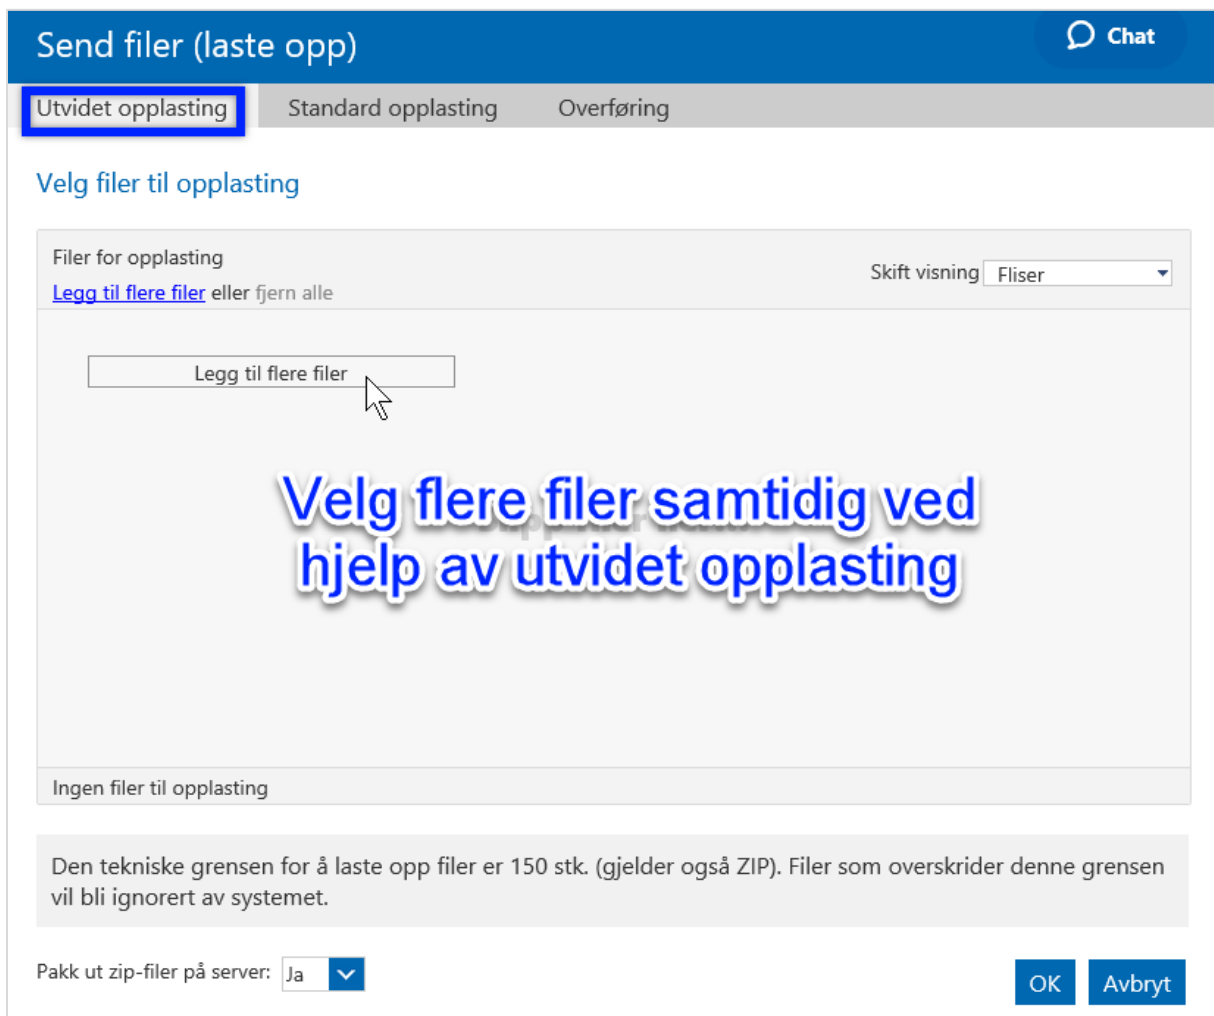 Send filer (laste opp)
Chat
Utvidet opplasting
Standard opplasting
Overføring
Velg filer til opplasting
Filer for opplasting
Skift visning
Fliser
Legg til flere filer eller fjern alle
Legg til flere filer
Velg flere filer samtidig ved
hjelp av utvidet opplasting
Ingen filer til opplasting
Den tekniske grensen for å laste opp filer er 150 stk. (gjelder også ZIP). Filer som overskrider denne grensen
vil bli ignorert av systemet.
Pakk ut zip-filer på server:
Ja
OK
Avbryt